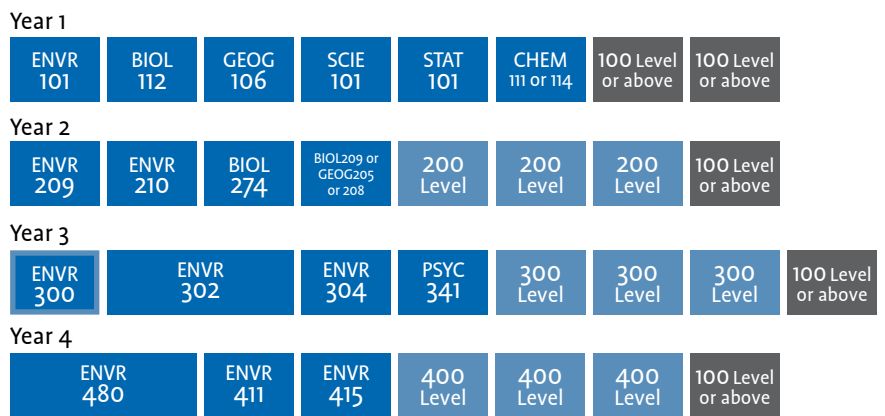 Year 1
ENVR
101
BIOL
112
GEOG
106
SCIE
101
STAT
101
CHEM
111 or 114
100 Level
or above
100 Level
or above
Year 2
ENVR
209
ENVR
210
BIOL
274
BIOL209 or
GEOG205
or 208
200
Level
200
Level
200
Level
100 Level
or above
Year 3
ENVR
300
ENVR
302
ENVR
304
PSYC
341
300
Level
300
Level
300
Level
100 Level
or above
Year 4
ENVR
480
ENVR
411
ENVR
415
400
Level
400
Level
400
Level
100 Level
or above